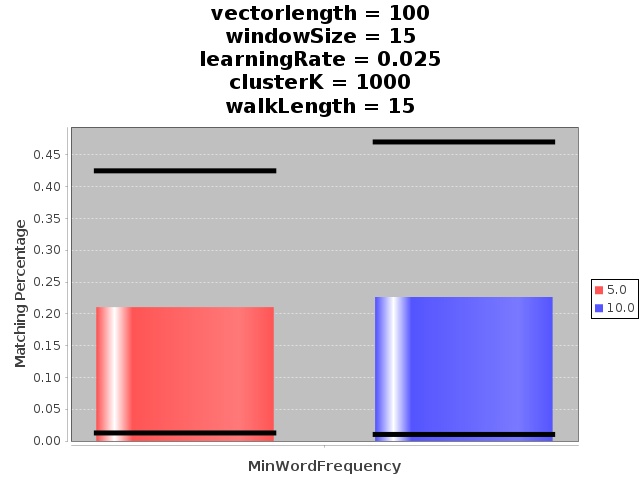 vectorlength = 100
windowSize = 15
learningRate = 0.025
clusterK = 1000
walkLength = 15
Matching Percentage
0.45
0.40
0.35
0.30
0.25
0.20
0.15
0.10
0.05
0.00
5.0
10.0
MinWordFrequency